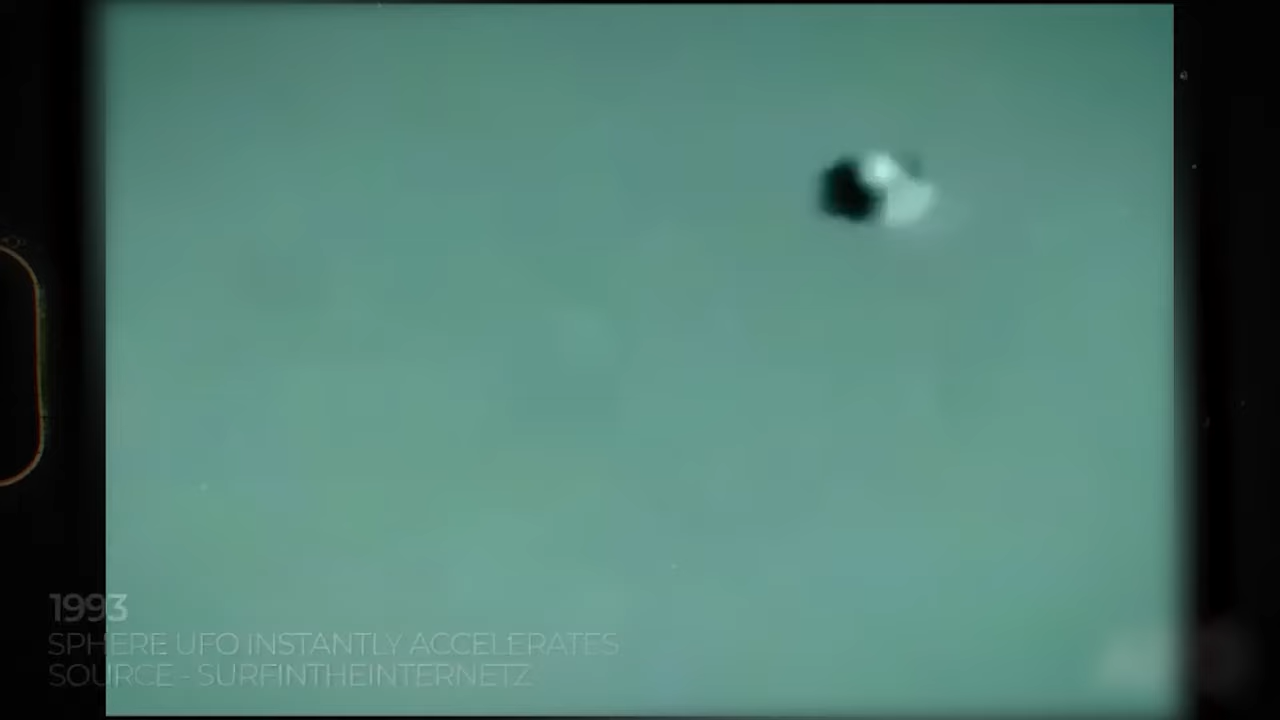 1993
SPHERE UFO INSTANTLY ACCELERATES
SOURCE - SURFINTHEINTERNETZ